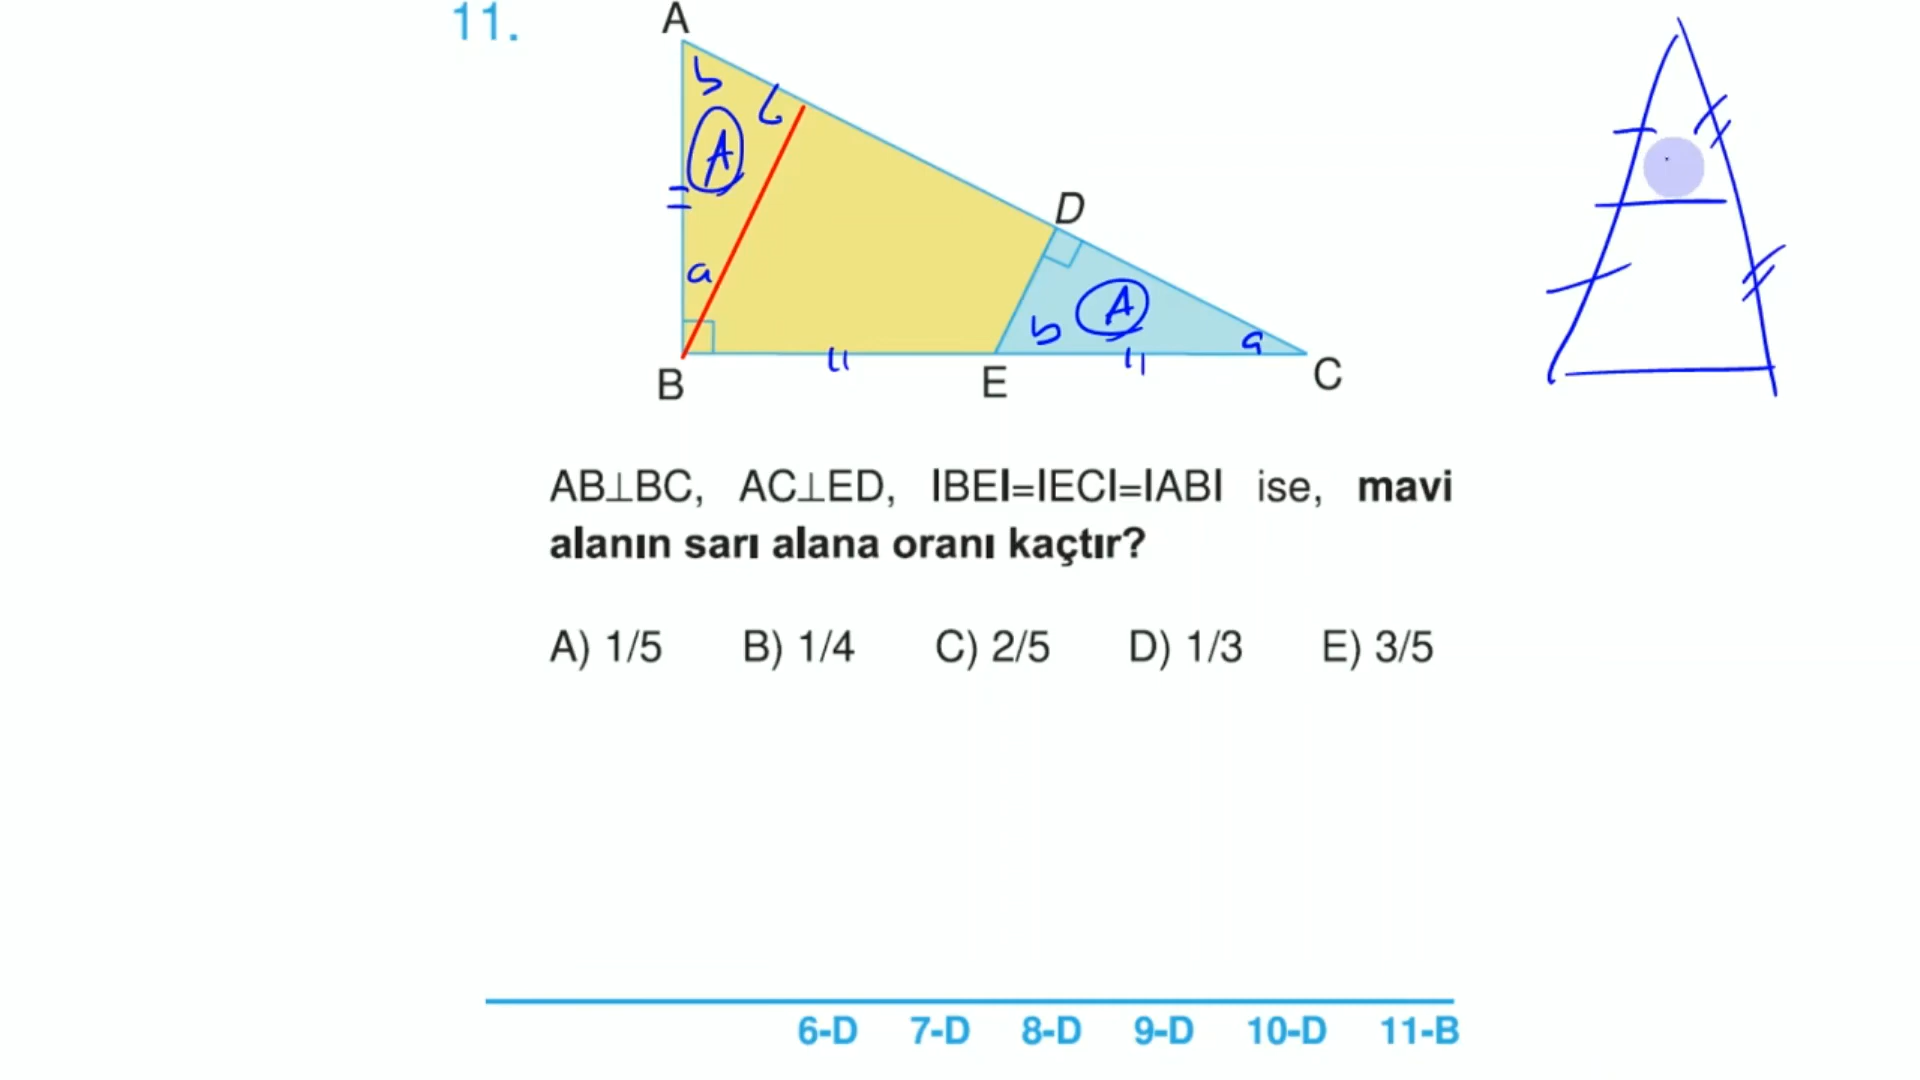 11.
A
b
A
a
D
b
A
a
B
E
C
AB⊥BC, AC⊥ED, IBEI=IECI=IABI ise, mavi
alanın sarı alana oranı kaçtır?
A) 1/5 B) 1/4 C) 2/5 D) 1/3 E) 3/5
6-D 7-D 8-D 9-D 10-D 11-B